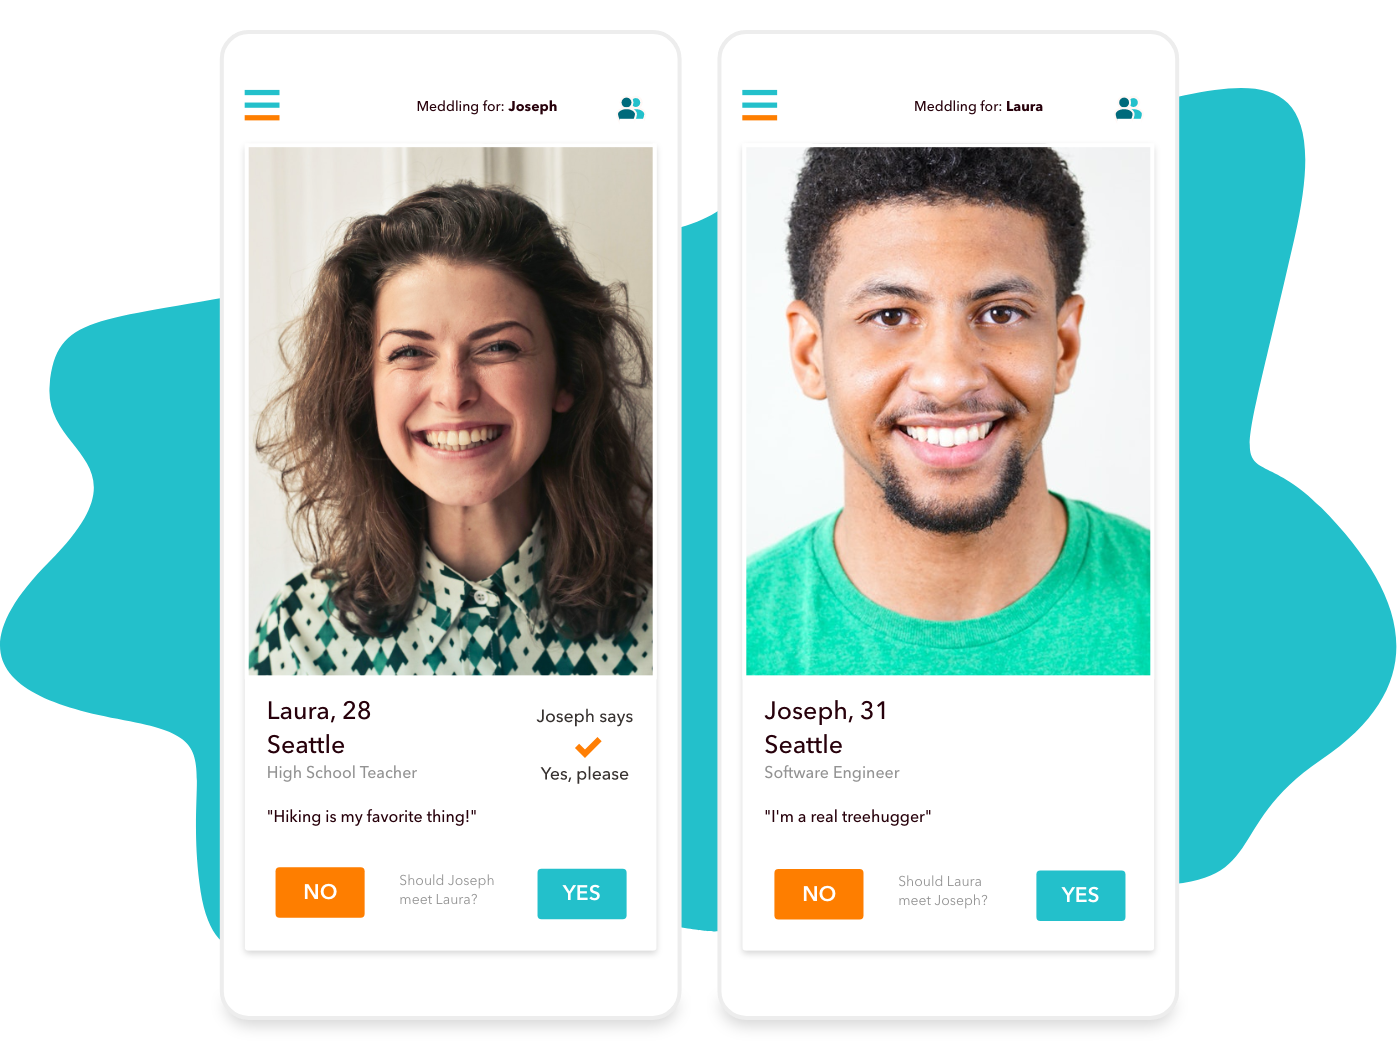 Meddling for: Joseph
Laura, 28
Seattle
High School Teacher
Joseph says
Yes, please
"Hiking is my favorite thing!"
NO
Should Joseph
meet Laura?
YES
Meddling for: Laura
Joseph, 31
Seattle
Software Engineer
"I'm a real treehugger"
NO
Should Laura
meet Joseph?
YES